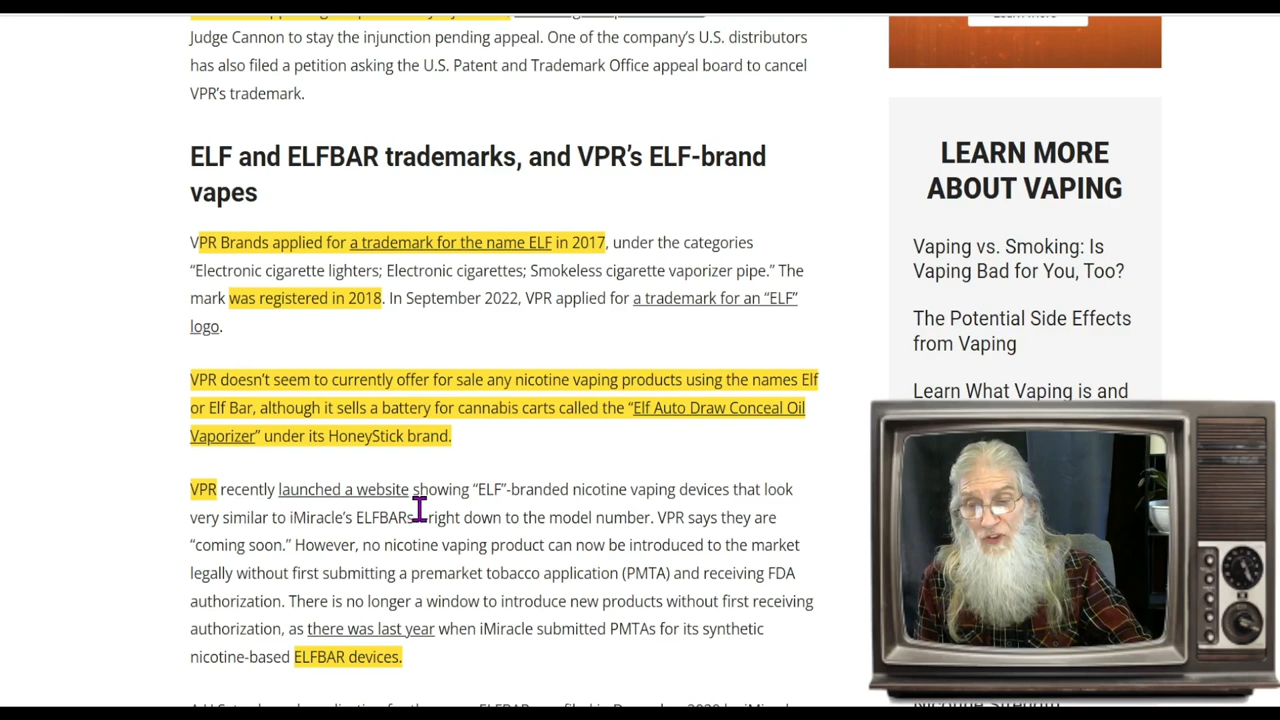 Judge Cannon to stay the injunction pending appeal. One of the company's U.S. distributors
has also filed a petition asking the U.S. Patent and Trademark Office appeal board to cancel
VPR's trademark.
ELF and ELFBAR trademarks, and VPR's ELF-brand
vapes
VPR Brands applied for a trademark for the name ELF in 2017, under the categories
“Electronic cigarette lighters; Electronic cigarettes; Smokeless cigarette vaporizer pipe.” The
mark was registered in 2018. In September 2022, VPR applied for a trademark for an “ELF”
logo.
VPR doesn't seem to currently offer for sale any nicotine vaping products using the names Elf
or Elf Bar, although it sells a battery for cannabis carts called the “Elf Auto Draw Conceal Oil
Vaporizer” under its HoneyStick brand.
VPR recently launched a website showing “ELF”-branded nicotine vaping devices that look
very similar to iMiracle's ELFBARs right down to the model number. VPR says they are
“coming soon.” However, no nicotine vaping product can now be introduced to the market
legally without first submitting a premarket tobacco application (PMTA) and receiving FDA
authorization. There is no longer a window to introduce new products without first receiving
authorization, as there was last year when iMiracle submitted PMTAs for its synthetic
nicotine-based ELFBAR devices.
LEARN MORE
ABOUT VAPING
Vaping vs. Smoking: Is
Vaping Bad for You, Too?
The Potential Side Effects
from Vaping
Learn What Vaping is and